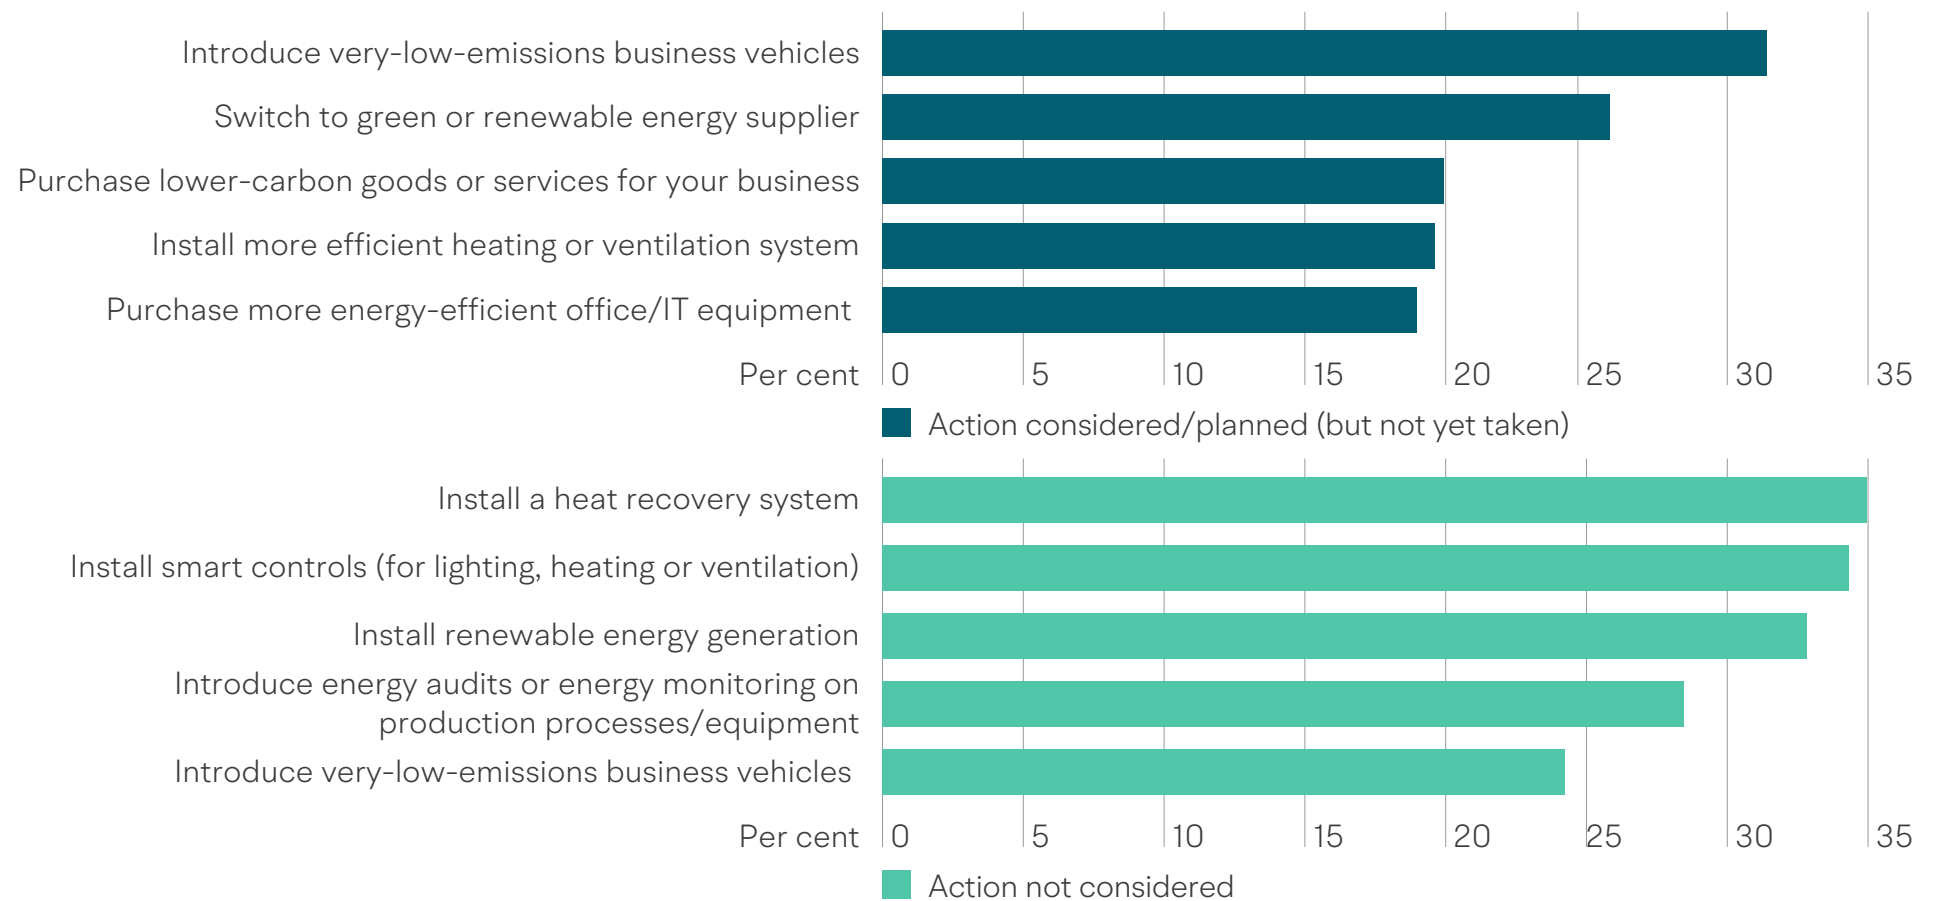 Introduce very-low-emissions business vehicles
Switch to green or renewable energy supplier
Purchase lower-carbon goods or services for your business
Install more efficient heating or ventilation system
Purchase more energy-efficient office/IT equipment
Per cent 0 5 10 15 20 25 30 35
Action considered/planned (but not yet taken)
Install a heat recovery system
Install smart controls (for lighting, heating or ventilation)
Install renewable energy generation
Introduce energy audits or energy monitoring on
production processes/equipment
Introduce very-low-emissions business vehicles
Per cent 0 5 10 15 20 25 30 35
Action not considered